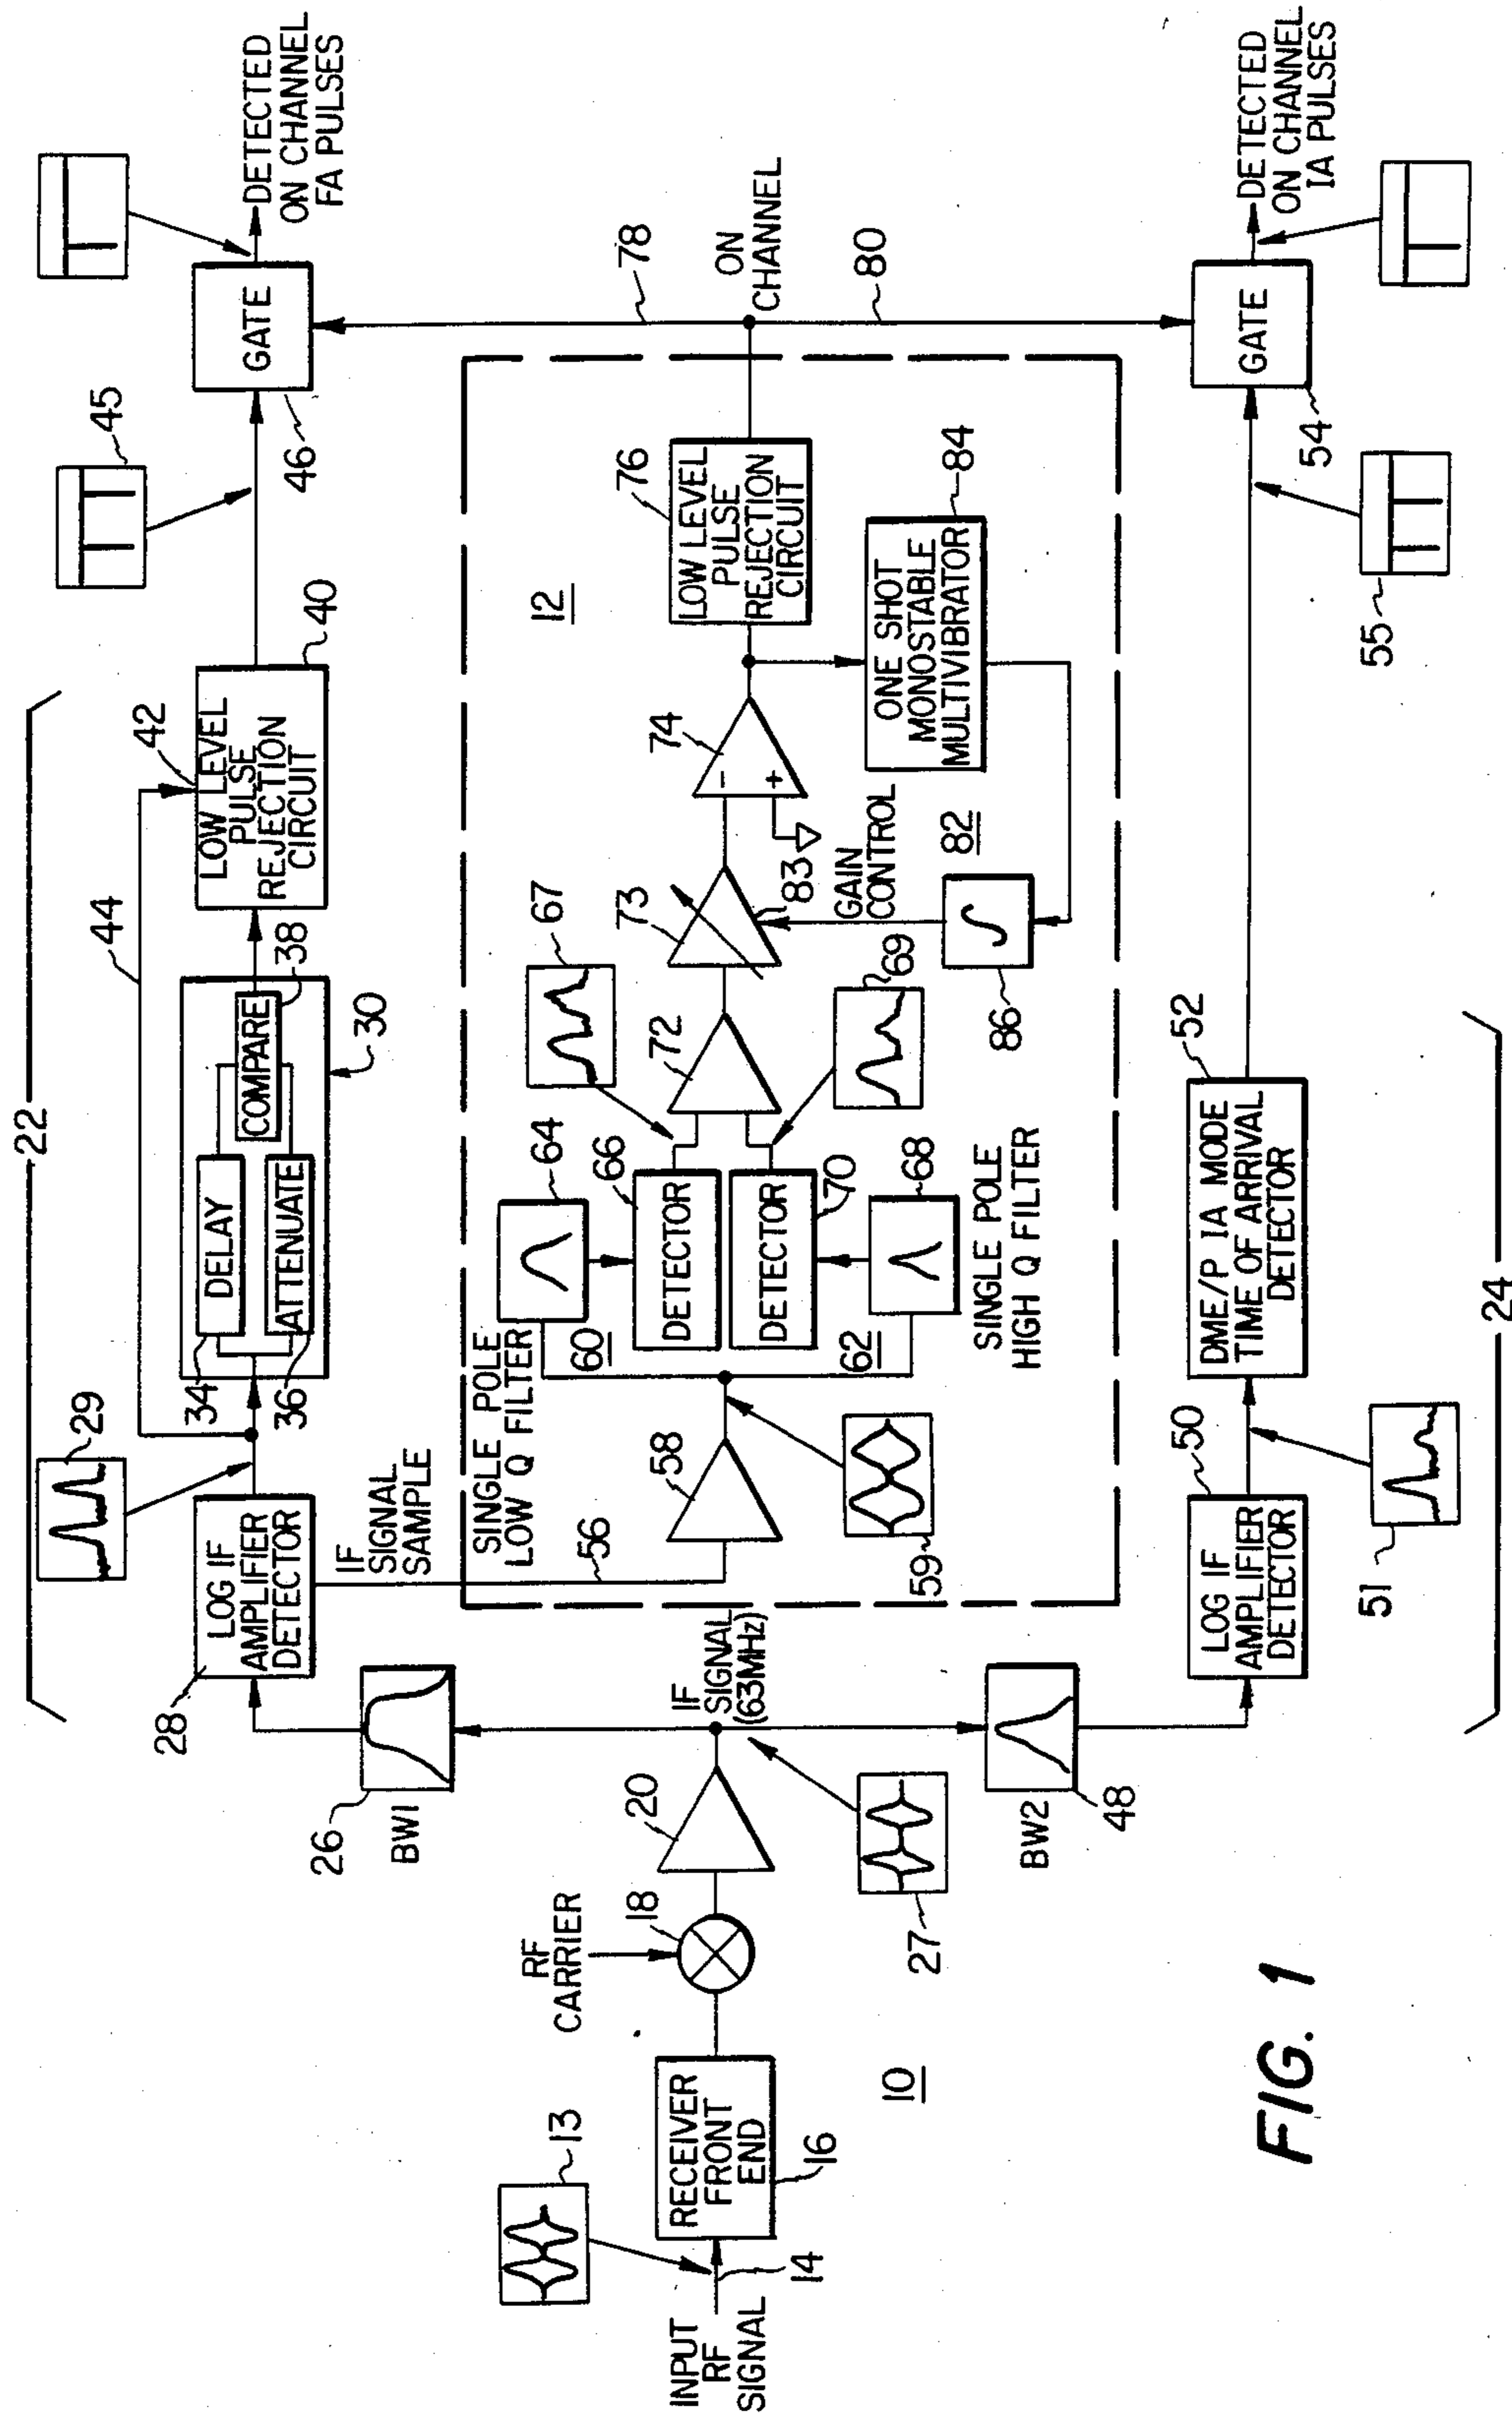 22
29
44
42
45
LOG IF
AMPLIFIER
DETECTOR
28
34
DELAY
36
ATTENUATE
COMPARE
38
30
LOW LEVEL
PULSE
REJECTION
CIRCUIT
40
46
GATE
DETECTED
ON CHANNEL
FA PULSES
26
BW1
IF
SIGNAL
SAMPLE
56
SINGLE POLE
LOW Q FILTER
58
59
60
62
64
66
DETECTOR
DETECTOR
70
68
SINGLE POLE
HIGH Q FILTER
67
69
72
73
83
74
-
+
GAIN
CONTROL
82
86
12
76
LOW LEVEL
PULSE
REJECTION
CIRCUIT
ONE SHOT
MONOSTABLE
MULTIVIBRATOR
84
78
ON
CHANNEL
80
13
INPUT
RF
SIGNAL
14
RECEIVER
FRONT
END
16
10
RF
CARRIER
18
20
IF
SIGNAL
(63MHz)
27
BW2
48
LOG IF
AMPLIFIER
DETECTOR
50
51
DME/P IA MODE
TIME OF ARRIVAL
DETECTOR
52
55
54
GATE
DETECTED
ON CHANNEL
IA PULSES
24
FIG. 1